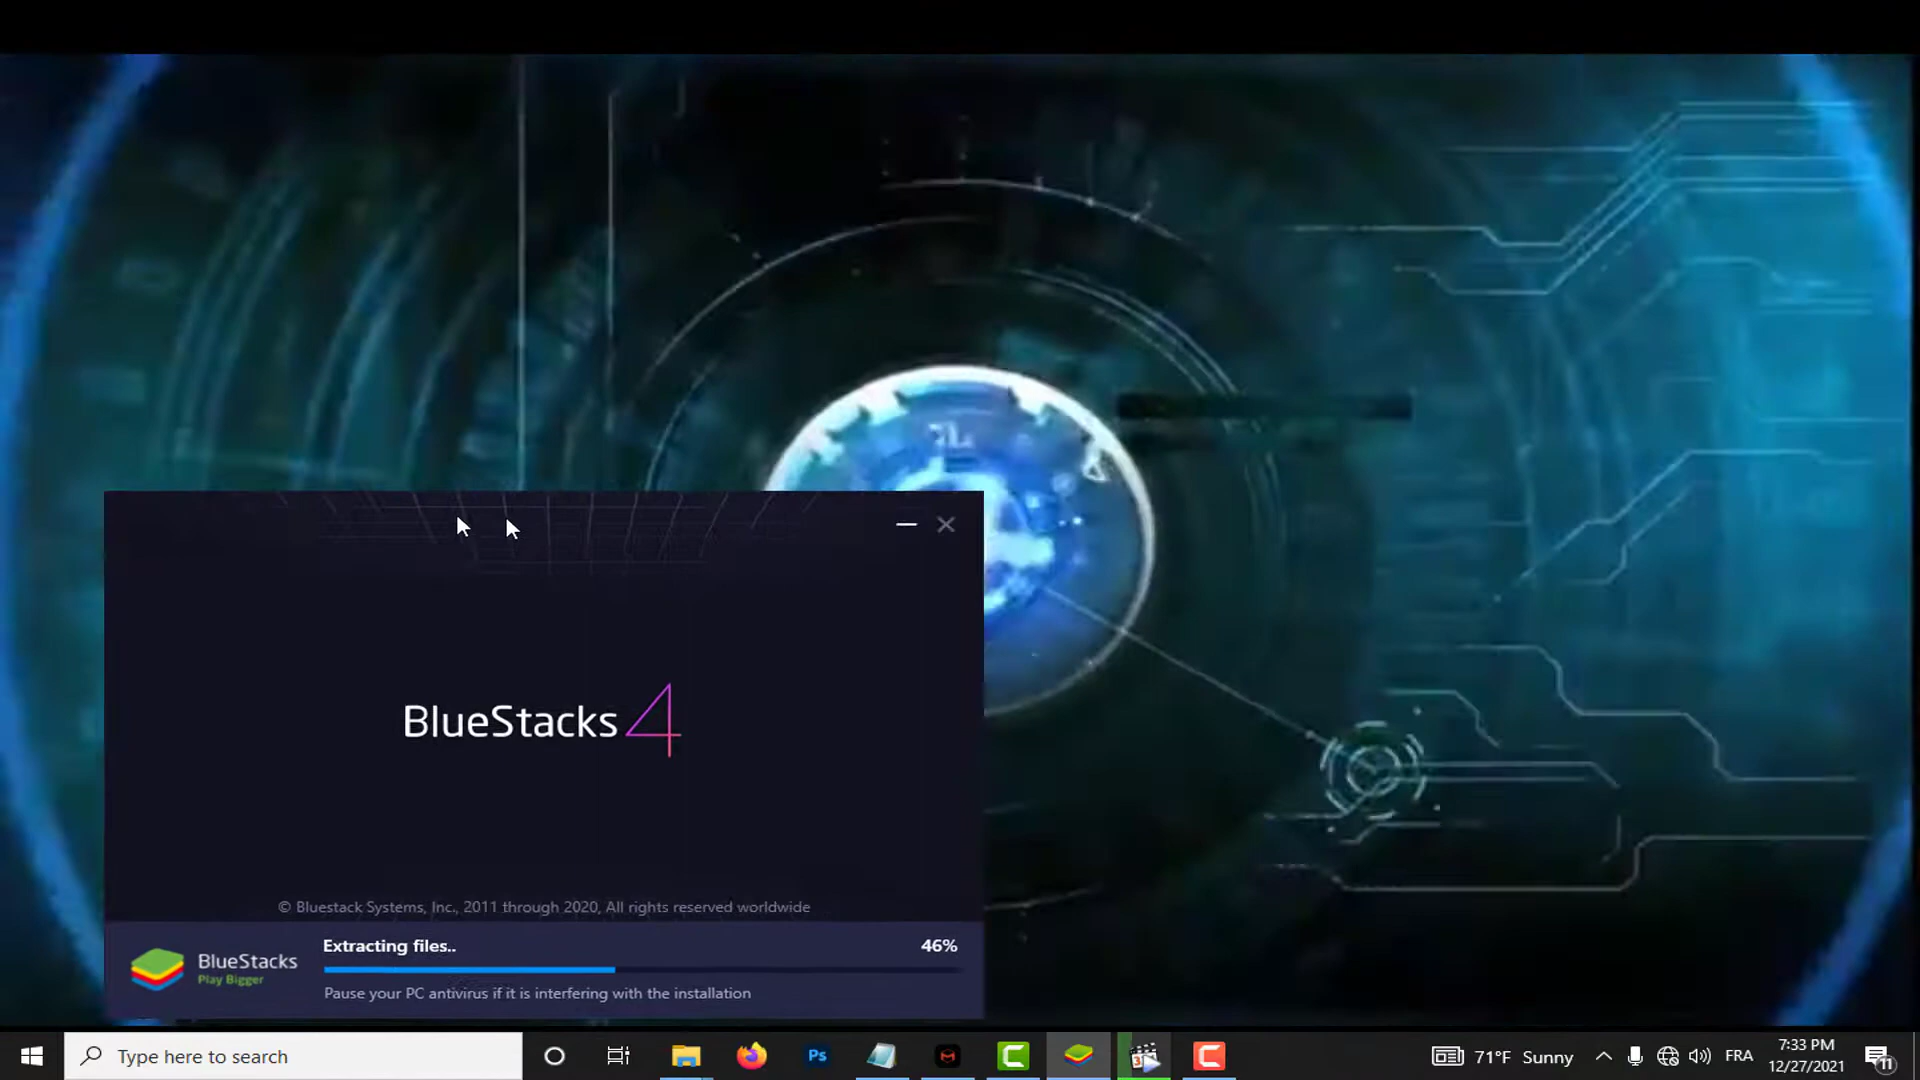 BlueStacks 4
© Bluestack Systems, Inc., 2011 through 2020, All rights reserved worldwide
BlueStacks
Play Bigger
Extracting files..
46%
Pause your PC antivirus if it is interfering with the installation
Type here to search
Ps
71°F Sunny
FRA
7:33 PM
12/27/2021
11